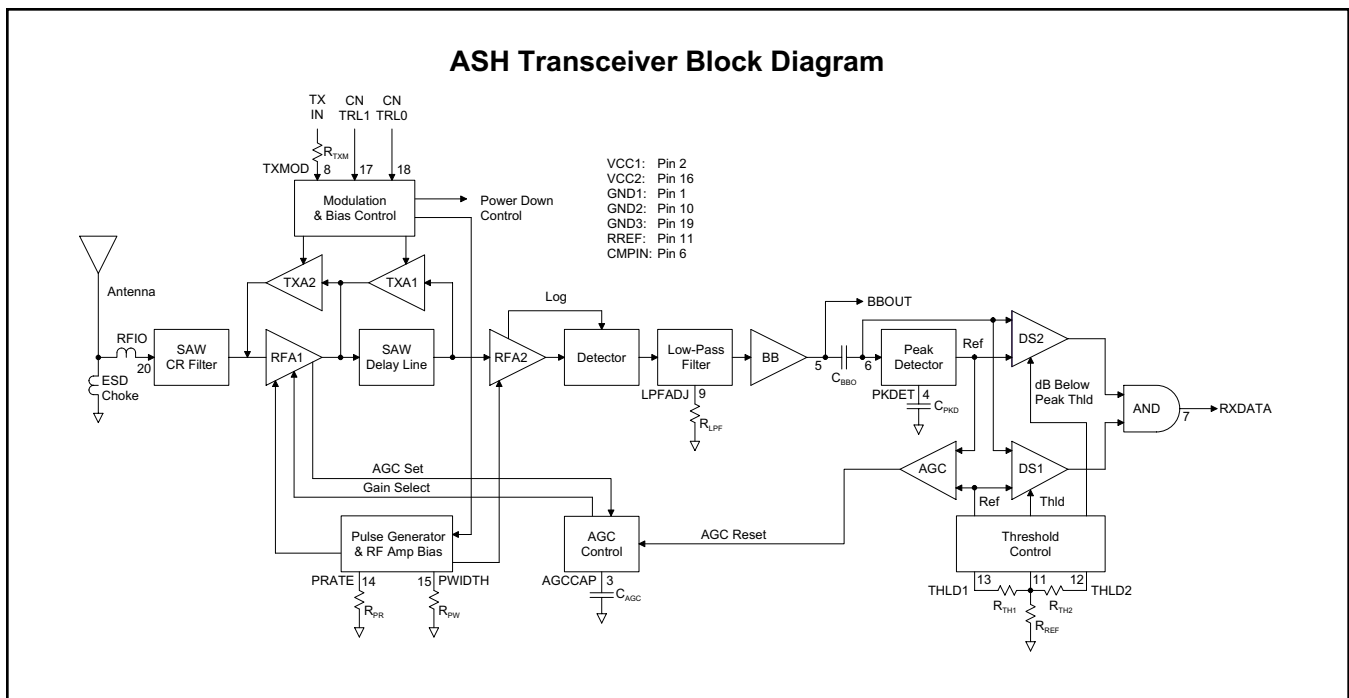 ASH Transceiver Block Diagram
TX
IN
CN
TRL1
CN
TRL0
RTXM
TXMOD
8
17
18
VCC1: Pin 2
VCC2: Pin 16
GND1: Pin 1
GND2: Pin 10
GND3: Pin 19
RREF: Pin 11
CMPIN: Pin 6
Modulation
& Bias Control
Power Down
Control
Antenna
TXA2
TXA1
Log
BBOUT
RFIO
20
SAW
CR Filter
RFA1
SAW
Delay Line
RFA2
Detector
Low-Pass
Filter
BB
5
CBBO
6
Peak
Detector
Ref
DS2
ESD
Choke
LPFADJ
9
RLPF
PKDET
4
CPKD
dB Below
Peak Thld
AND
7
RXDATA
AGC Set
Gain Select
AGC
DS1
Ref
Thld
Pulse Generator
& RF Amp Bias
AGC
Control
AGC Reset
Threshold
Control
PRATE
14
15
PWIDTH
AGCCAP
3
CAGC
THLD1
13
11
12
THLD2
RPR
RPW
RTH1
RTH2
RREF